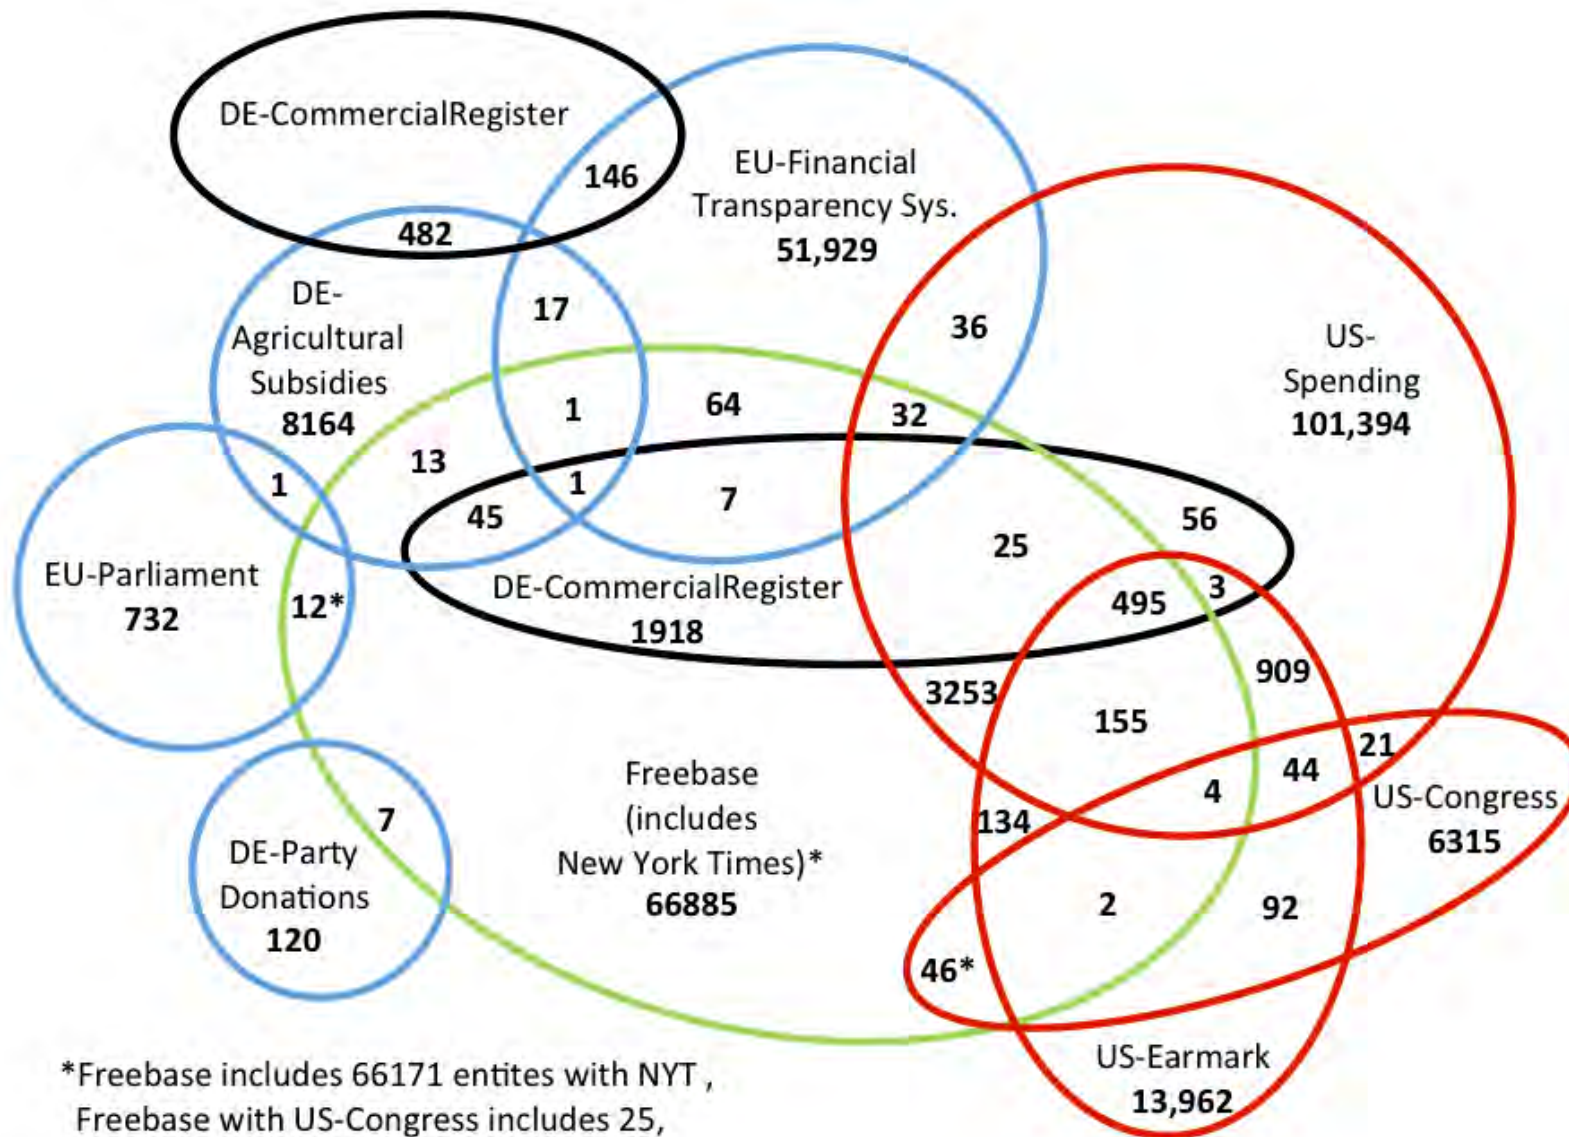 DE-CommercialRegister
146
EU-Financial
Transparency Sys.
51,929
482
DE-
Agricultural
Subsidies
8164
17
36
US-
Spending
101,394
1
64
32
13
1
1
45
7
25
56
EU-Parliament
732
12*
DE-CommercialRegister
1918
495
3
3253
909
155
21
44
4
US-Congress
6315
134
7
DE-Party
Donations
120
Freebase
(includes
New York Times)*
66885
2
92
46*
US-Earmark
13,962
*Freebase includes 66171 entites with NYT ,
Freebase with US-Congress includes 25,